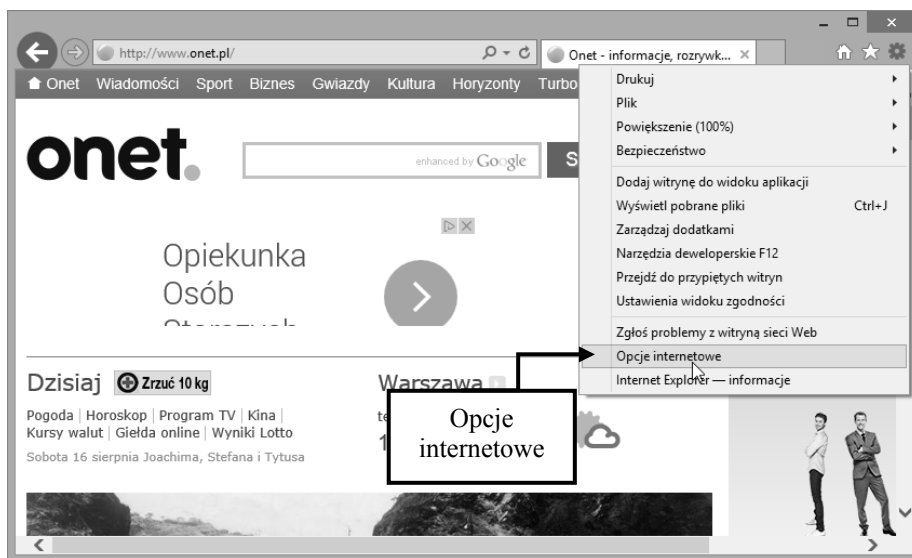 http://www.onet.pl/
Onet - informacje, rozrywk...
Onet Wiadomości Sport Biznes Gwiazdy Kultura Horyzonty Turbo
onet.
enhanced by Google
S
Drukuj
Plik
Powiększenie (100%)
Bezpieczeństwo
Dodaj witrynę do widoku aplikacji
Wyświetl pobrane pliki Ctrl+J
Zarządzaj dodatkami
Narzędzia deweloperskie F12
Przejdź do przypiętych witryn
Ustawienia widoku zgodności
Zgłoś problemy z witryną sieci Web
Opcje internetowe
Internet Explorer — informacje
Opiekunka
Osób
Dzisiaj Zrzuć 10 kg
Warszawa
Pogoda | Horoskop | Program TV | Kina |
Kursy walut | Giełda online | Wyniki Lotto
Sobota 16 sierpnia Joachima, Stefana i Tytusa
Opcje
internetowe